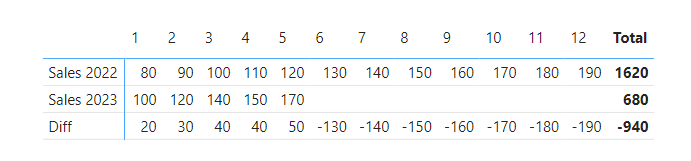 1 2 3 4 5 6 7 8 9 10 11 12 Total
Sales 2022 80 90 100 110 120 130 140 150 160 170 180 190 1620
Sales 2023 100 120 140 150 170 680
Diff 20 30 40 40 50 -130 -140 -150 -160 -170 -180 -190 -940